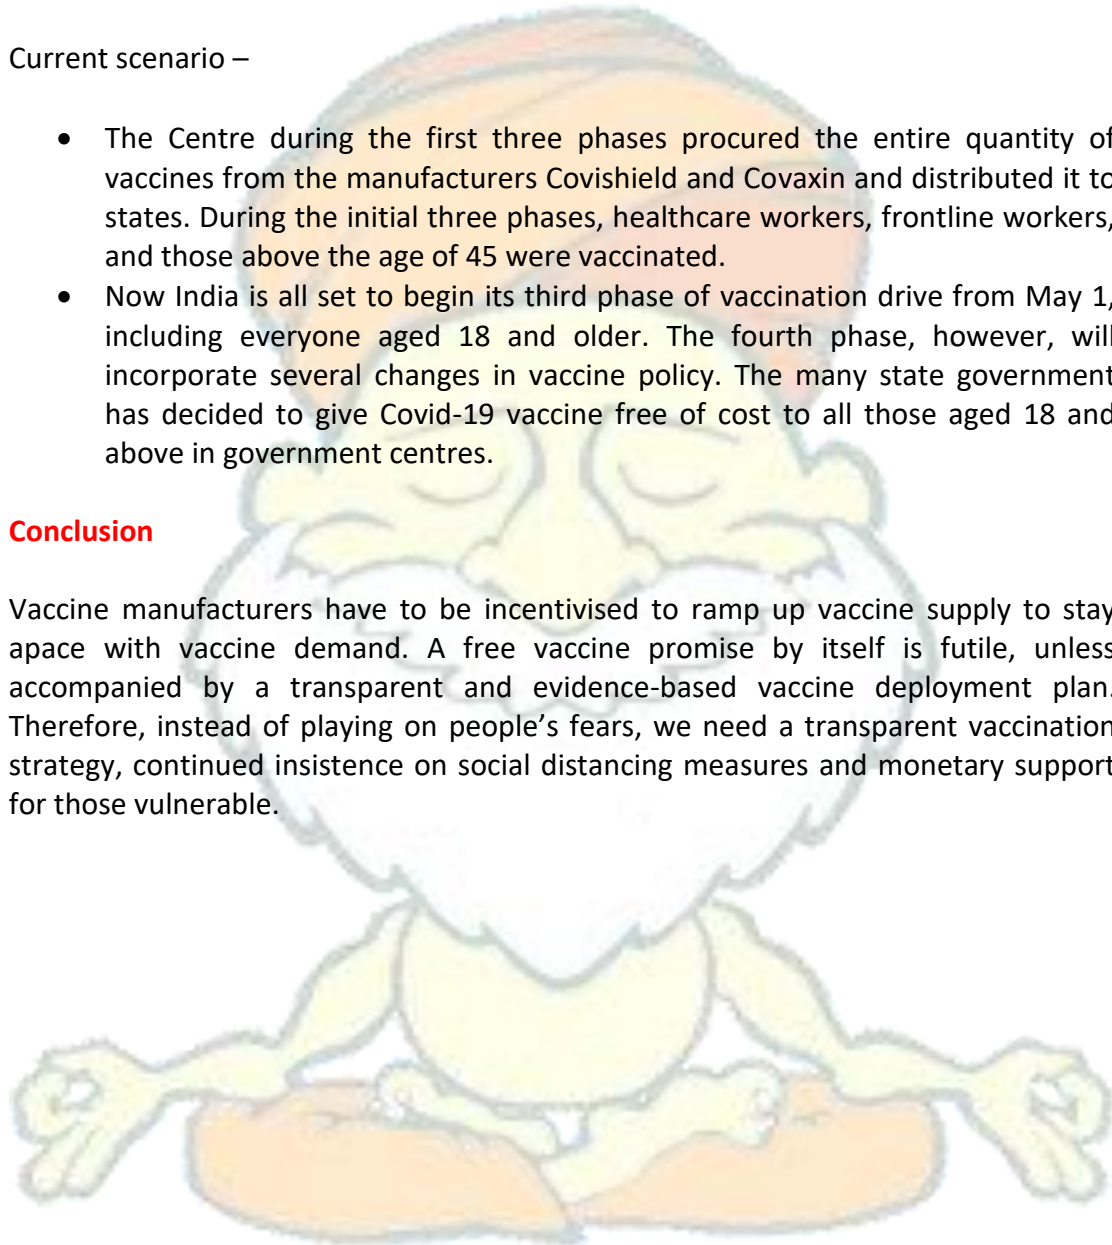 Current scenario –
• The Centre during the first three phases procured the entire quantity of
vaccines from the manufacturers Covishield and Covaxin and distributed it to
states. During the initial three phases, healthcare workers, frontline workers,
and those above the age of 45 were vaccinated.
• Now India is all set to begin its third phase of vaccination drive from May 1,
including everyone aged 18 and older. The fourth phase, however, will
incorporate several changes in vaccine policy. The many state government
has decided to give Covid-19 vaccine free of cost to all those aged 18 and
above in government centres.
Conclusion
Vaccine manufacturers have to be incentivised to ramp up vaccine supply to stay
apace with vaccine demand. A free vaccine promise by itself is futile, unless
accompanied by a transparent and evidence-based vaccine deployment plan.
Therefore, instead of playing on people’s fears, we need a transparent vaccination
strategy, continued insistence on social distancing measures and monetary support
for those vulnerable.